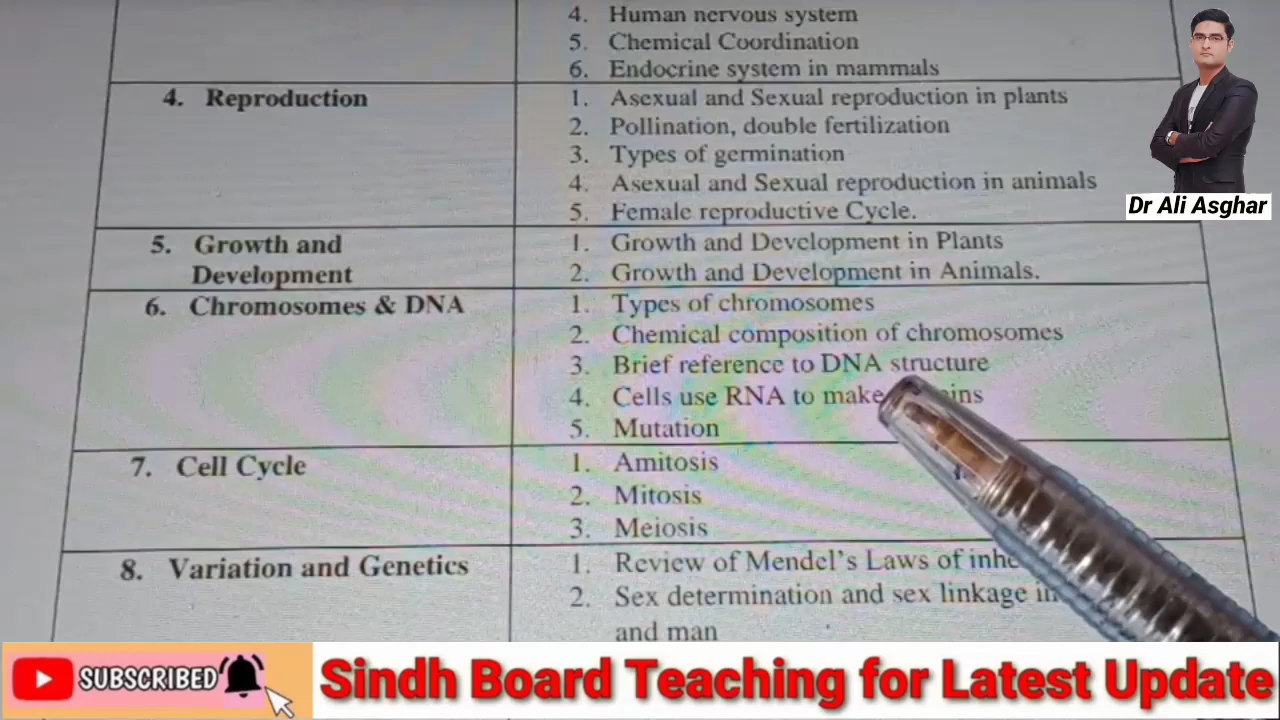 4. Human nervous system
5. Chemical Coordination
6. Endocrine system in mammals
4. Reproduction
1. Asexual and Sexual reproduction in plants
2. Pollination, double fertilization
3. Types of germination
4. Asexual and Sexual reproduction in animals
5. Female reproductive Cycle.
5. Growth and
Development
1. Growth and Development in Plants
2. Growth and Development in Animals.
6. Chromosomes & DNA
1. Types of chromosomes
2. Chemical composition of chromosomes
3. Brief reference to DNA structure
4. Cells use RNA to make
5. Mutation
7. Cell Cycle
1. Amitosis
2. Mitosis
3. Meiosis
8. Variation and Genetics
1. Review of Mendel's Laws of
2. Sex determination and sex linkage in
and man
Dr Ali Asghar
SUBSCRIBED
Sindh Board Teaching for Latest Update